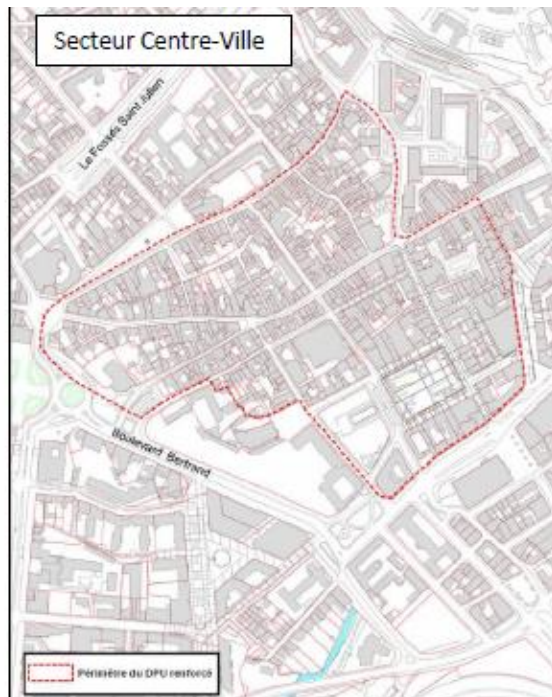 Secteur Centre-Ville
Le Fossés Saint Julien
Boulevard Bertrand
Périmètre du DPU renforcé